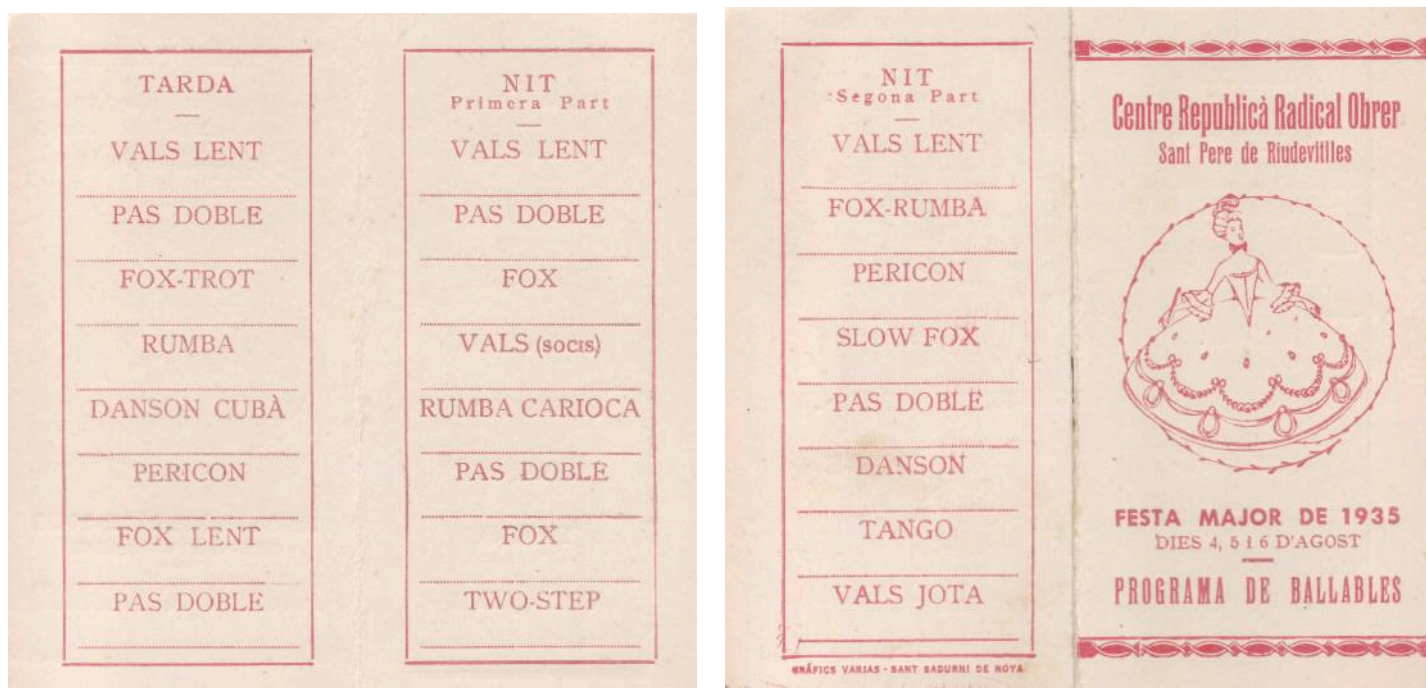 TARDA
VALS LENT
PAS DOBLE
FOX-TROT
RUMBA
DANSON CUBÀ
PERICON
FOX LENT
PAS DOBLE
NIT
Primera Part
VALS LENT
PAS DOBLE
FOX
VALS (SOCIS)
RUMBA CARIOCA
PAS DOBLE
FOX
TWO-STEP
NIT
Segona Part
VALS LENT
FOX-RUMBA
PERICON
SLOW FOX
PAS DOBLE
DANSON
TANGO
VALS JOTA
GRÁFICS VARIAS - SANT SADURNI DE NOYA
Centre Republicà Radical Obrer
Sant Pere de Riudevitlles
FESTA MAJOR DE 1935
DIES 4, 5 I 6 D'AGOST
PROGRAMA DE BALLABLES